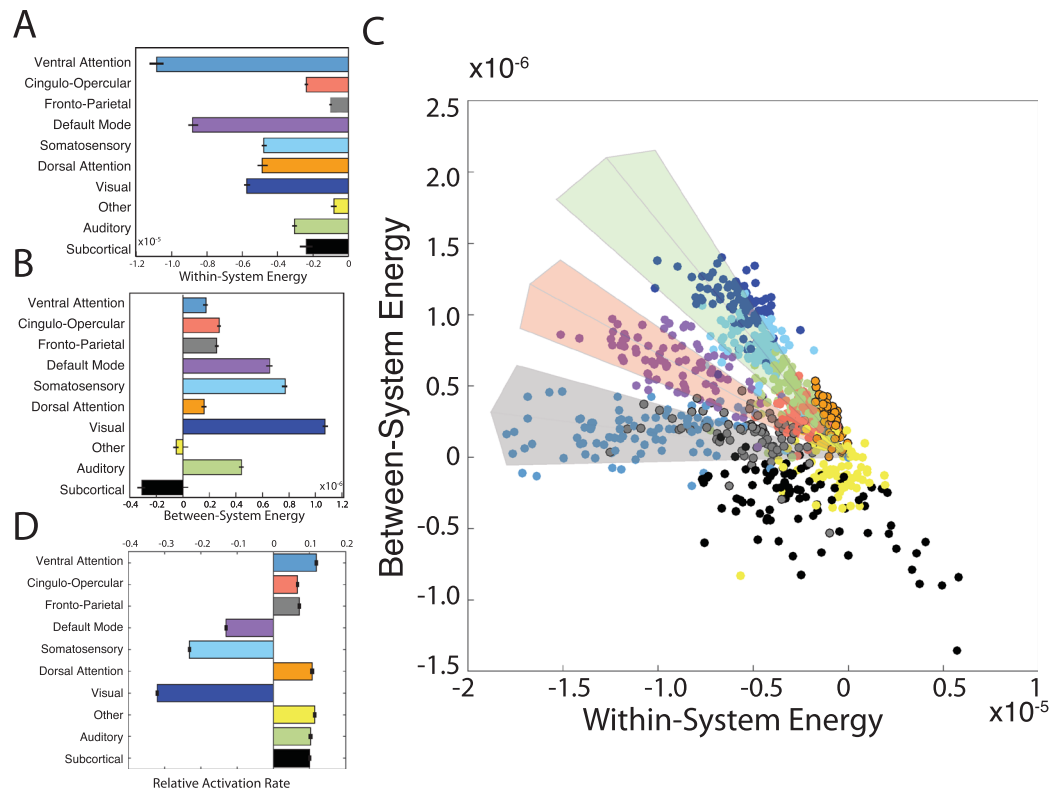 A
Ventral Attention
Cingulo-Opercular
Fronto-Parietal
Default Mode
Somatosensory
Dorsal Attention
Visual
Other
Auditory
Subcortical
x10-5
-1.2 -1.0 -0.8 -0.6 -0.4 -0.2 0
Within-System Energy
B
Ventral Attention
Cingulo-Opercular
Fronto-Parietal
Default Mode
Somatosensory
Dorsal Attention
Visual
Other
Auditory
Subcortical
x10-6
-0.4 -0.2 0 0.2 0.4 0.6 0.8 1.0 1.2
Between-System Energy
D
-0.4 -0.3 -0.1 0 0.1 0.2
Ventral Attention
Cingulo-Opercular
Fronto-Parietal
Default Mode
Somatosensory
Dorsal Attention
Visual
Other
Auditory
Subcortical
Relative Activation Rate
C
x10-6
2.5
2.0
1.5
1.0
0.5
0
-0.5
-1.0
-1.5
Between-System Energy
-2 -1.5 -1.0 -0.5 0 0.5 1
x10-5
Within-System Energy